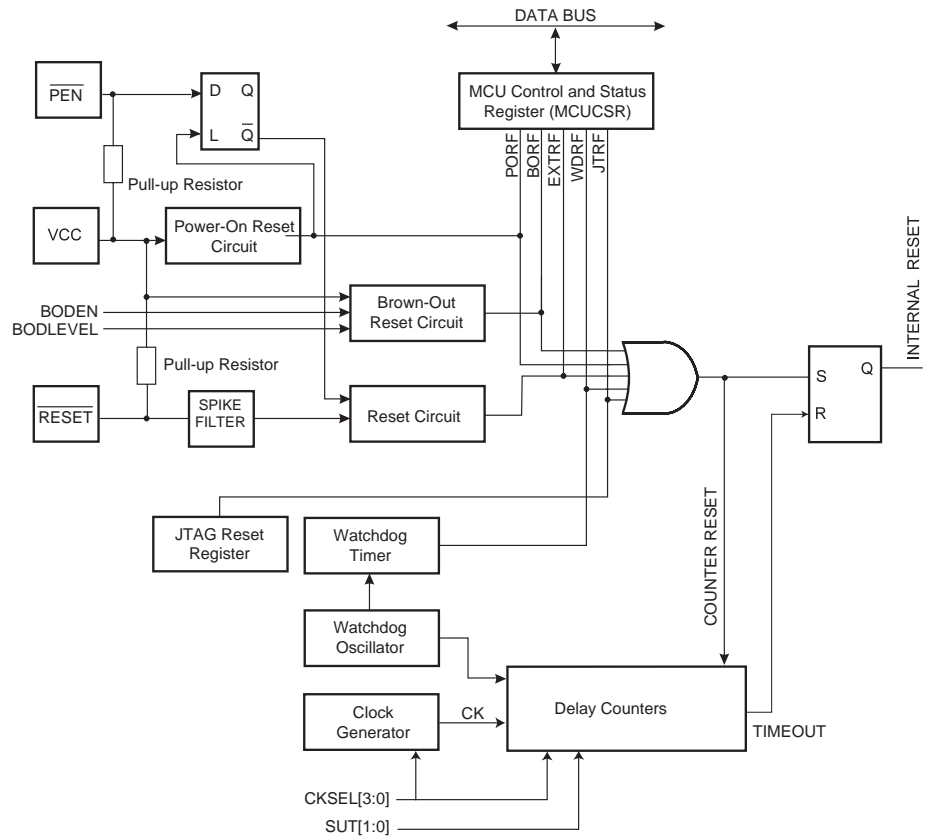 DATA BUS
PEN
D Q
L Q
MCU Control and Status
Register (MCUCSR)
PORF
BORF
EXTRF
WDRF
JTRF
Pull-up Resistor
VCC
Power-On Reset
Circuit
BODEN
BODLEVEL
Brown-Out
Reset Circuit
Pull-up Resistor
RESET
SPIKE
FILTER
Reset Circuit
S Q
R
INTERNAL RESET
JTAG Reset
Register
Watchdog
Timer
COUNTER RESET
Watchdog
Oscillator
Clock
Generator
CK
Delay Counters
TIMEOUT
CKSEL[3:0]
SUT[1:0]